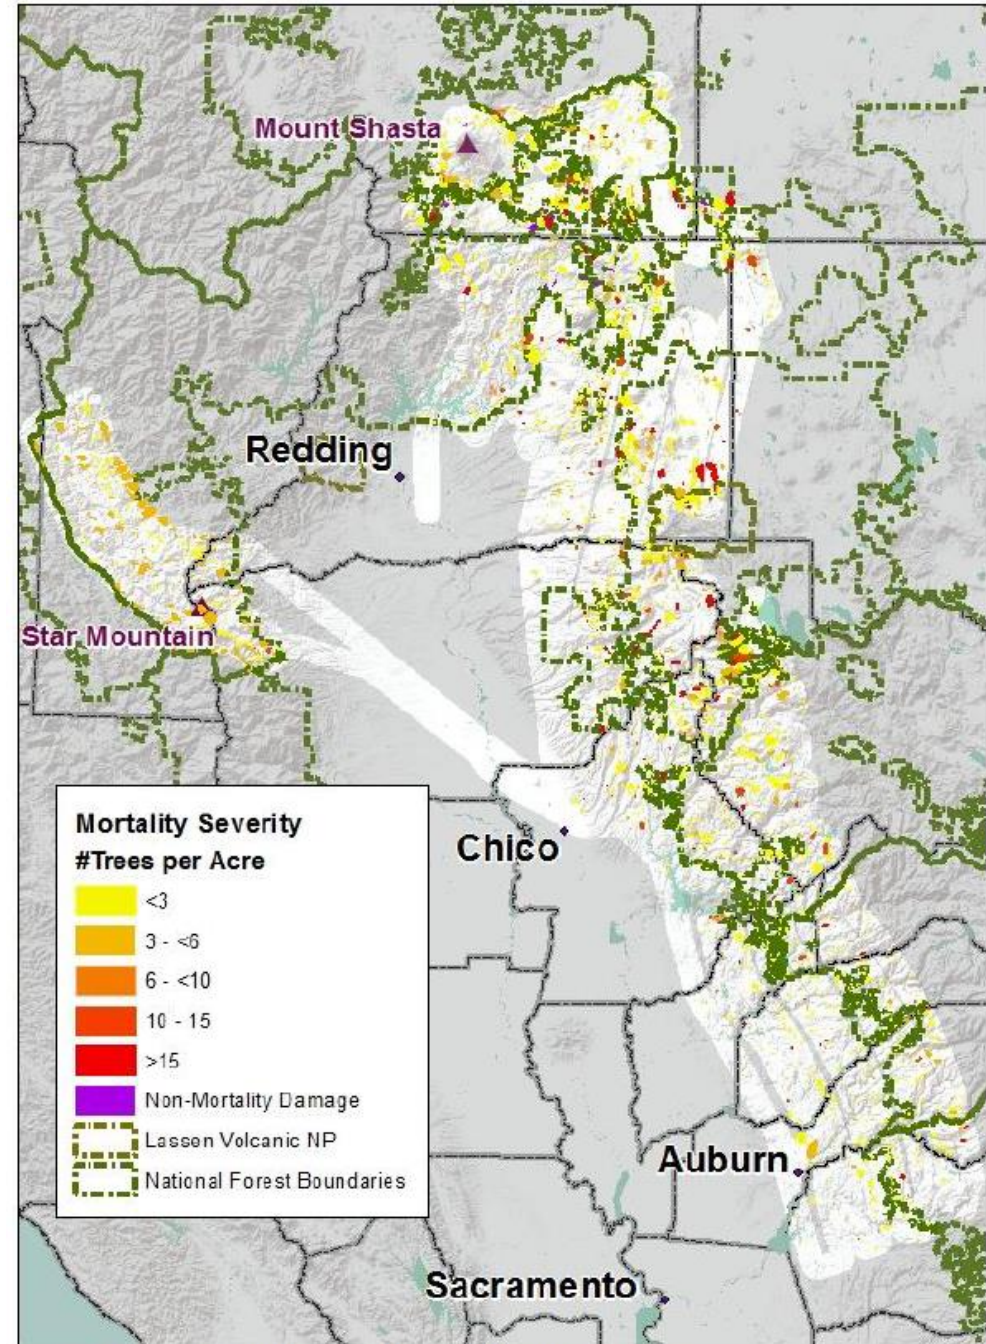 Mount Shasta
Redding
Star Mountain
Mortality Severity
#Trees per Acre
<3
3 - <6
6 - <10
10 - 15
>15
Non-Mortality Damage
Lassen Volcanic NP
National Forest Boundaries
Chico
Auburn
Sacramento